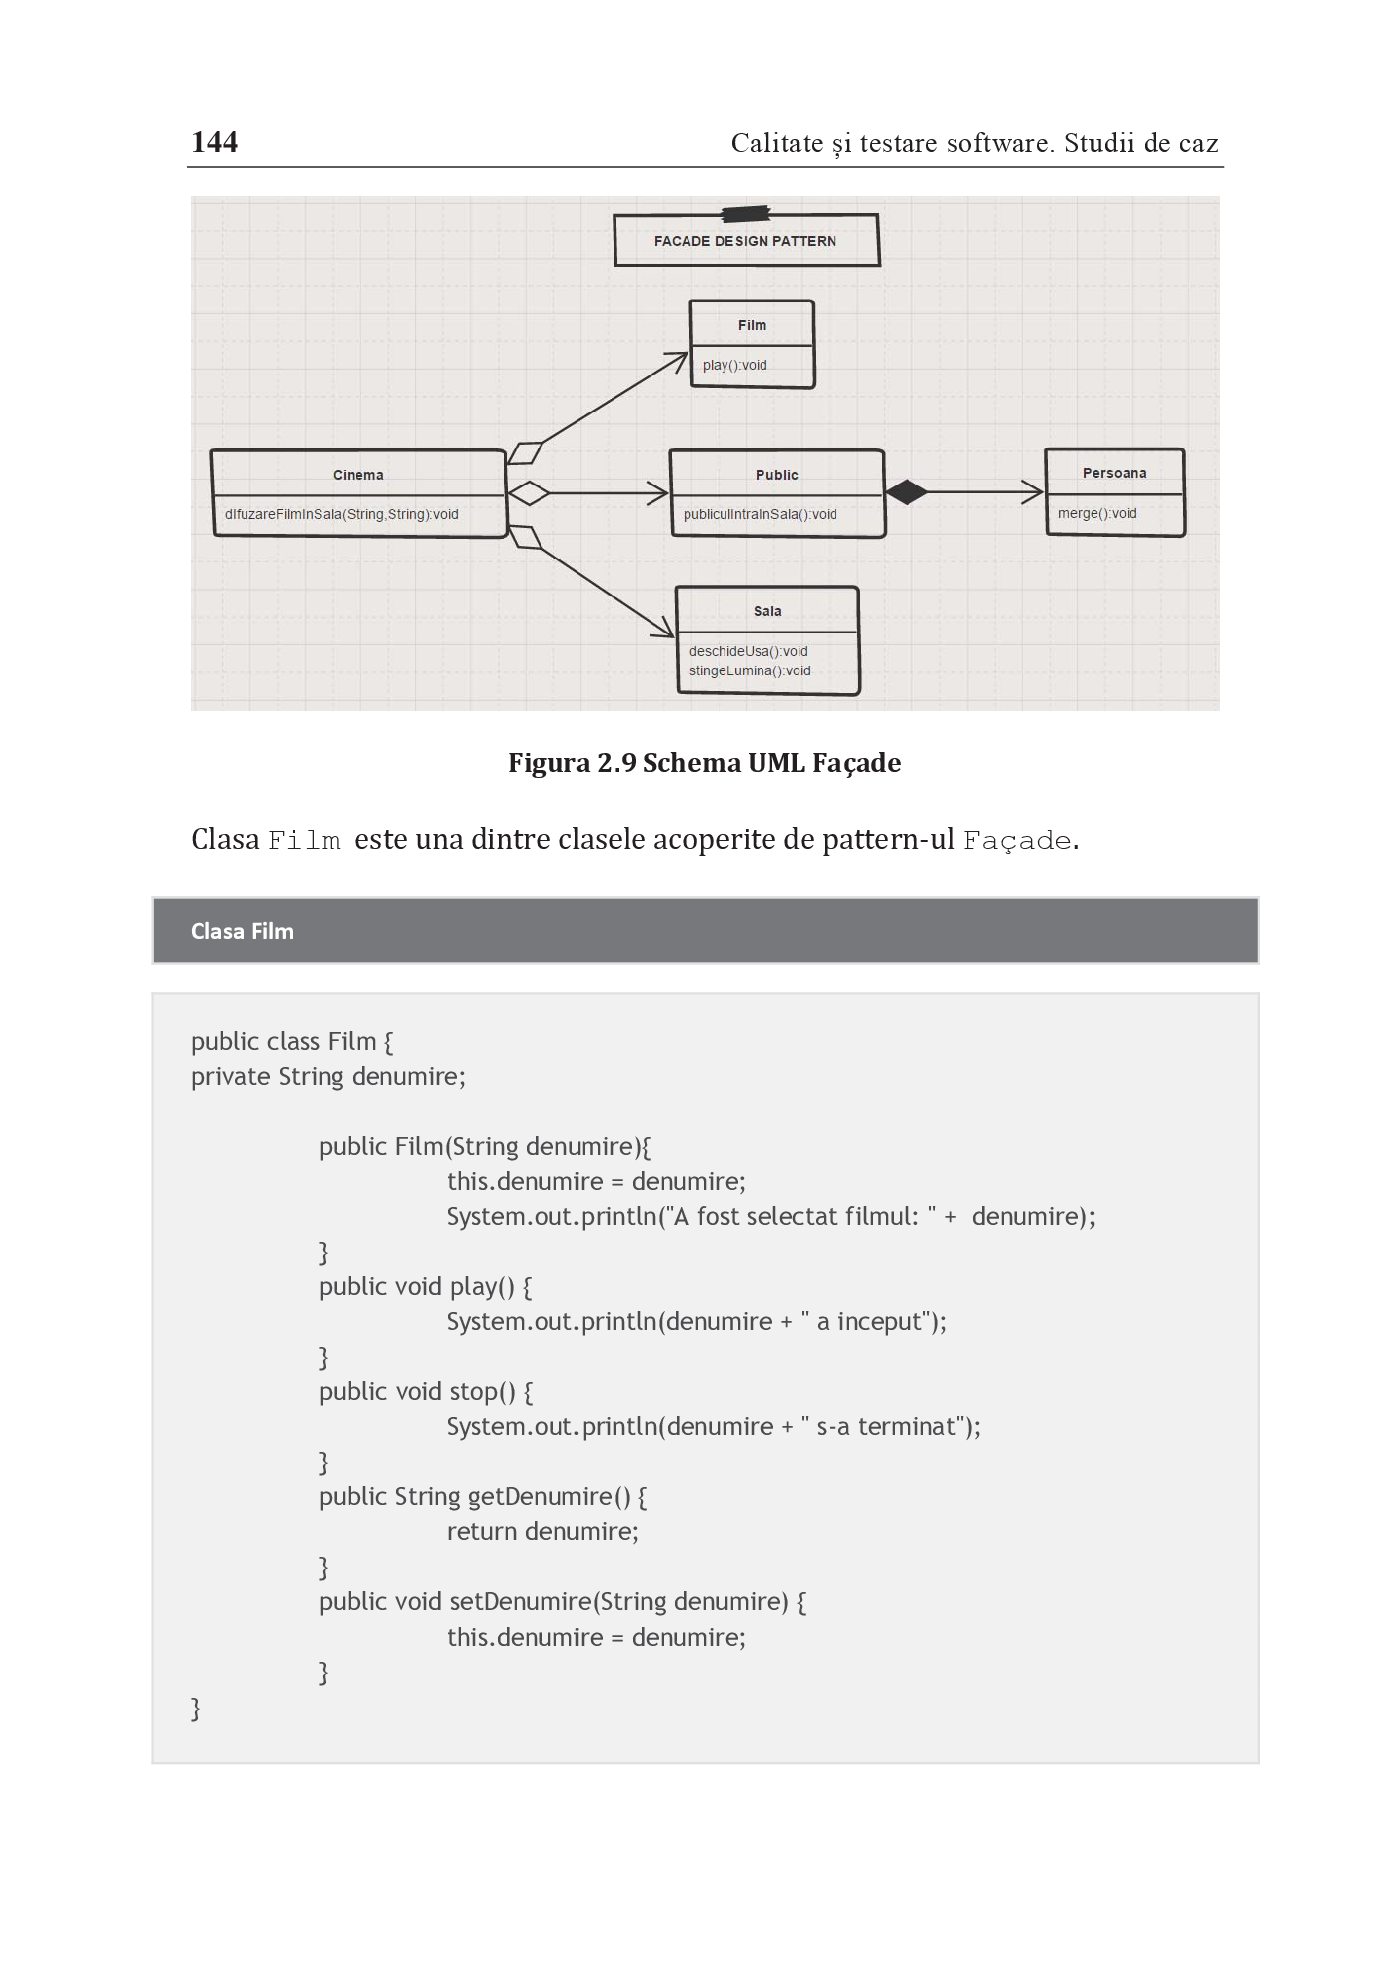 144 Calitate și testare software. Studii de caz
FACADE DESIGN PATTERN
Film
play():void
Cinema
difuzareFilmInSala(String,String):void
Public
publiculIntraInSala():void
Persoana
merge():void
Sala
deschideUsa():void
stingeLumina():void
Figura 2.9 Schema UML Façade
Clasa Film este una dintre clasele acoperite de pattern-ul Façade.
Clasa Film
public class Film {
private String denumire;
public Film(String denumire){
this.denumire = denumire;
System.out.println("A fost selectat filmul: " + denumire);
}
public void play() {
System.out.println(denumire + " a inceput");
}
public void stop() {
System.out.println(denumire + " s-a terminat");
}
public String getDenumire() {
return denumire;
}
public void setDenumire(String denumire) {
this.denumire = denumire;
}
}